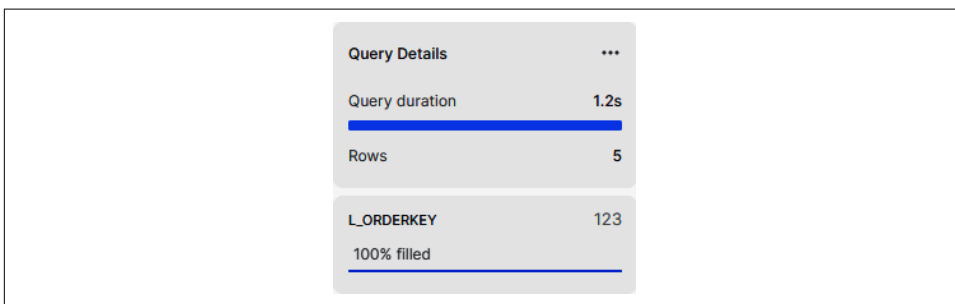 Query Details ...
Query duration 1.2s
Rows 5
L_ORDERKEY 123
100% filled